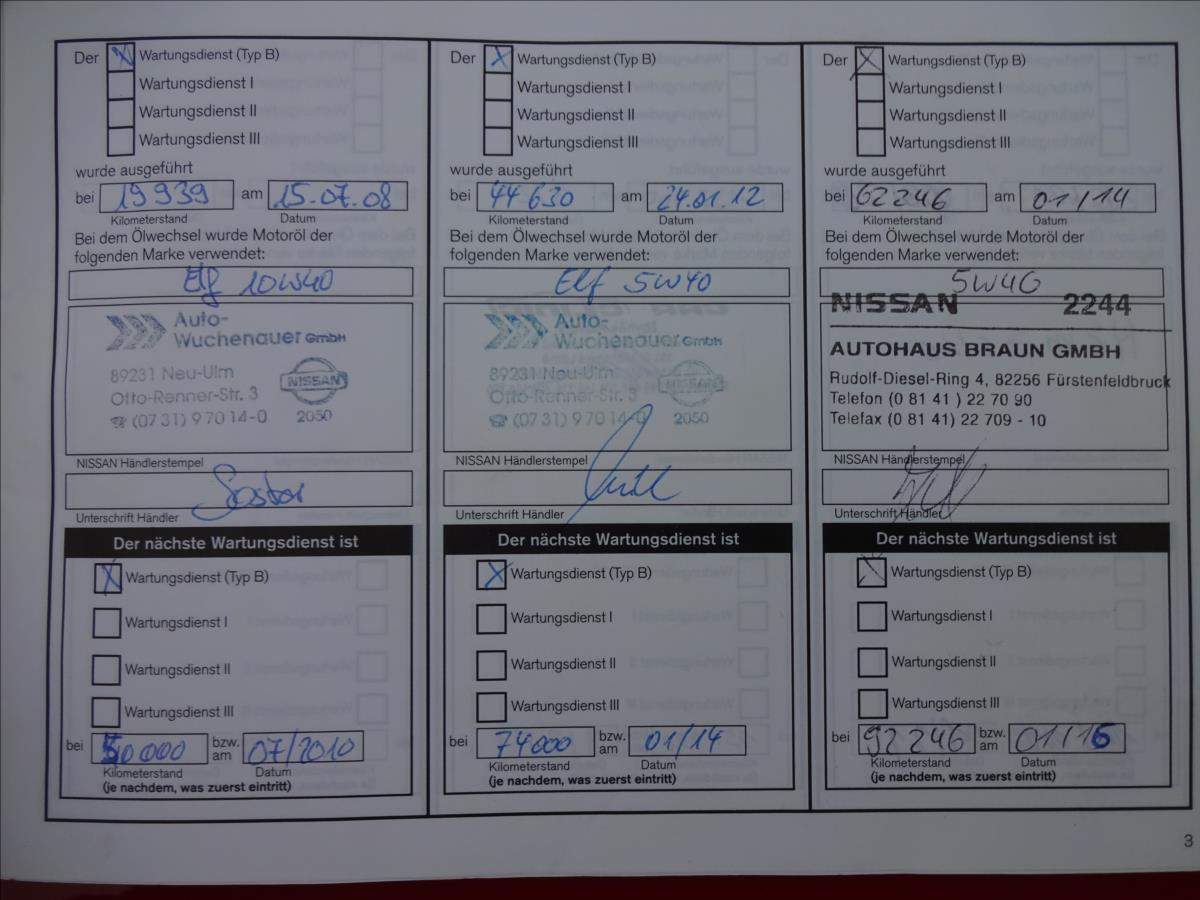 Der Wartungsdienst (Typ B)
Wartungsdienst I
Wartungsdienst II
Wartungsdienst III
wurde ausgeführt
bei 19939 am 15.07.08
Kilometerstand Datum
Bei dem Ölwechsel wurde Motoröl der
folgenden Marke verwendet:
Elf 10W40
Auto-
Wuchenauer GmbH
89231 Neu-Ulm
Otto-Renner-Str. 3
NISSAN
☎ (07 31) 9 70 14-0 2050
NISSAN Händlerstempel
Unterschrift Händler
Der nächste Wartungsdienst ist
Wartungsdienst (Typ B)
Wartungsdienst I
Wartungsdienst II
Wartungsdienst III
bei 50000 bzw. am 07/2010
Kilometerstand Datum
(je nachdem, was zuerst eintritt)
Der Wartungsdienst (Typ B)
Wartungsdienst I
Wartungsdienst II
Wartungsdienst III
wurde ausgeführt
bei 44630 am 24.01.12
Kilometerstand Datum
Bei dem Ölwechsel wurde Motoröl der
folgenden Marke verwendet:
Elf 5W40
Auto-
Wuchenauer GmbH
89231 Neu-Ulm
Otto-Renner-Str. 3
NISSAN
☎ (07 31) 9 70 14-0 2050
NISSAN Händlerstempel
Unterschrift Händler
Der nächste Wartungsdienst ist
Wartungsdienst (Typ B)
Wartungsdienst I
Wartungsdienst II
Wartungsdienst III
bei 74000 bzw. am 01/14
Kilometerstand Datum
(je nachdem, was zuerst eintritt)
Der Wartungsdienst (Typ B)
Wartungsdienst I
Wartungsdienst II
Wartungsdienst III
wurde ausgeführt
bei 62246 am 01/14
Kilometerstand Datum
Bei dem Ölwechsel wurde Motoröl der
folgenden Marke verwendet:
5W40
NISSAN 2244
AUTOHAUS BRAUN GMBH
Rudolf-Diesel-Ring 4, 82256 Fürstenfeldbruck
Telefon (0 81 41 ) 22 70 90
Telefax (0 81 41) 22 709 - 10
NISSAN Händlerstempel
Unterschrift Händler
Der nächste Wartungsdienst ist
Wartungsdienst (Typ B)
Wartungsdienst I
Wartungsdienst II
Wartungsdienst III
bei 92246 bzw. am 01/16
Kilometerstand Datum
(je nachdem, was zuerst eintritt)
3